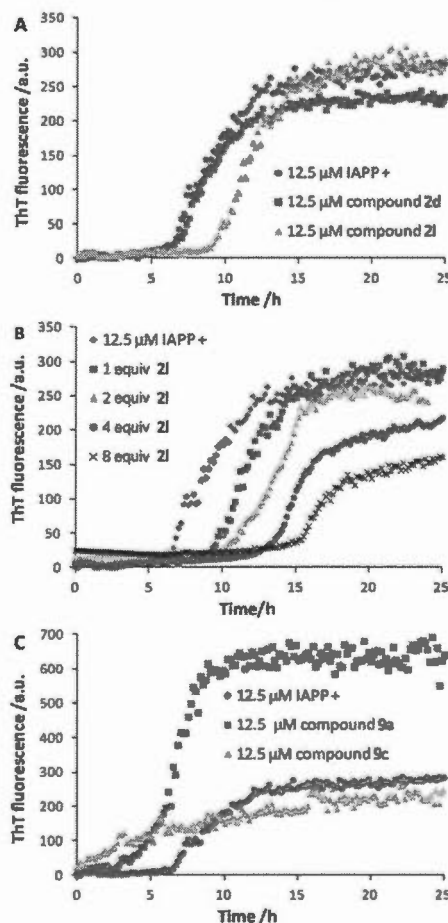 A
350
300
250
200
150
100
50
0
ThT fluorescence /a.u.
12.5 µM IAPP +
12.5 µM compound 2d
12.5 µM compound 2l
0 5 10 15 20 25
Time /h
B
350
300
250
200
150
100
50
0
ThT fluorescence /a.u.
12.5 µM IAPP +
1 equiv 2l
2 equiv 2l
4 equiv 2l
8 equiv 2l
0 5 10 15 20 25
Time/h
C
700
600
500
400
300
200
100
0
ThT fluorescence /a.u.
12.5 µM IAPP +
12.5 µM compound 9a
12.5 µM compound 9c
0 5 10 15 20 25
Time /h